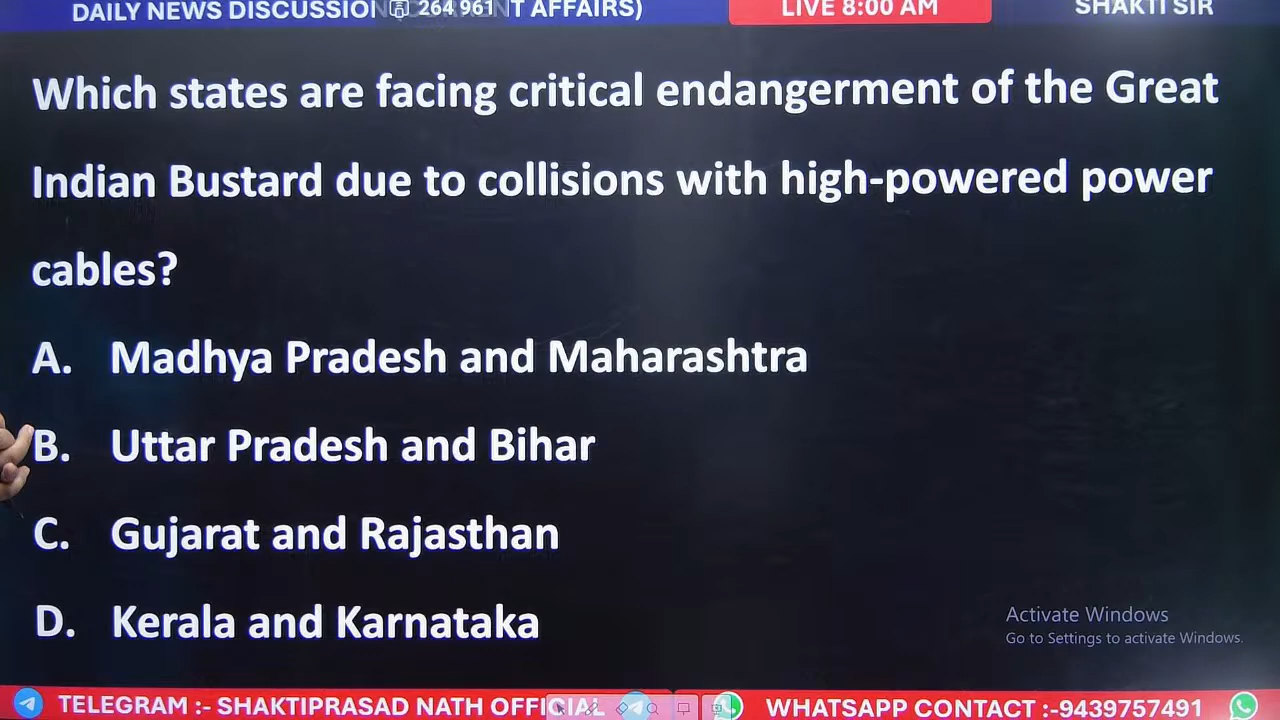 DAILY NEWS DISCUSSION 264 961 T AFFAIRS) LIVE 8:00 AM SHAKTI SIR
Which states are facing critical endangerment of the Great
Indian Bustard due to collisions with high-powered power
cables?
A. Madhya Pradesh and Maharashtra
B. Uttar Pradesh and Bihar
C. Gujarat and Rajasthan
D. Kerala and Karnataka
Activate Windows
Go to Settings to activate Windows.
TELEGRAM :- SHAKTIPRASAD NATH OFFICIAL WHATSAPP CONTACT :-9439757491